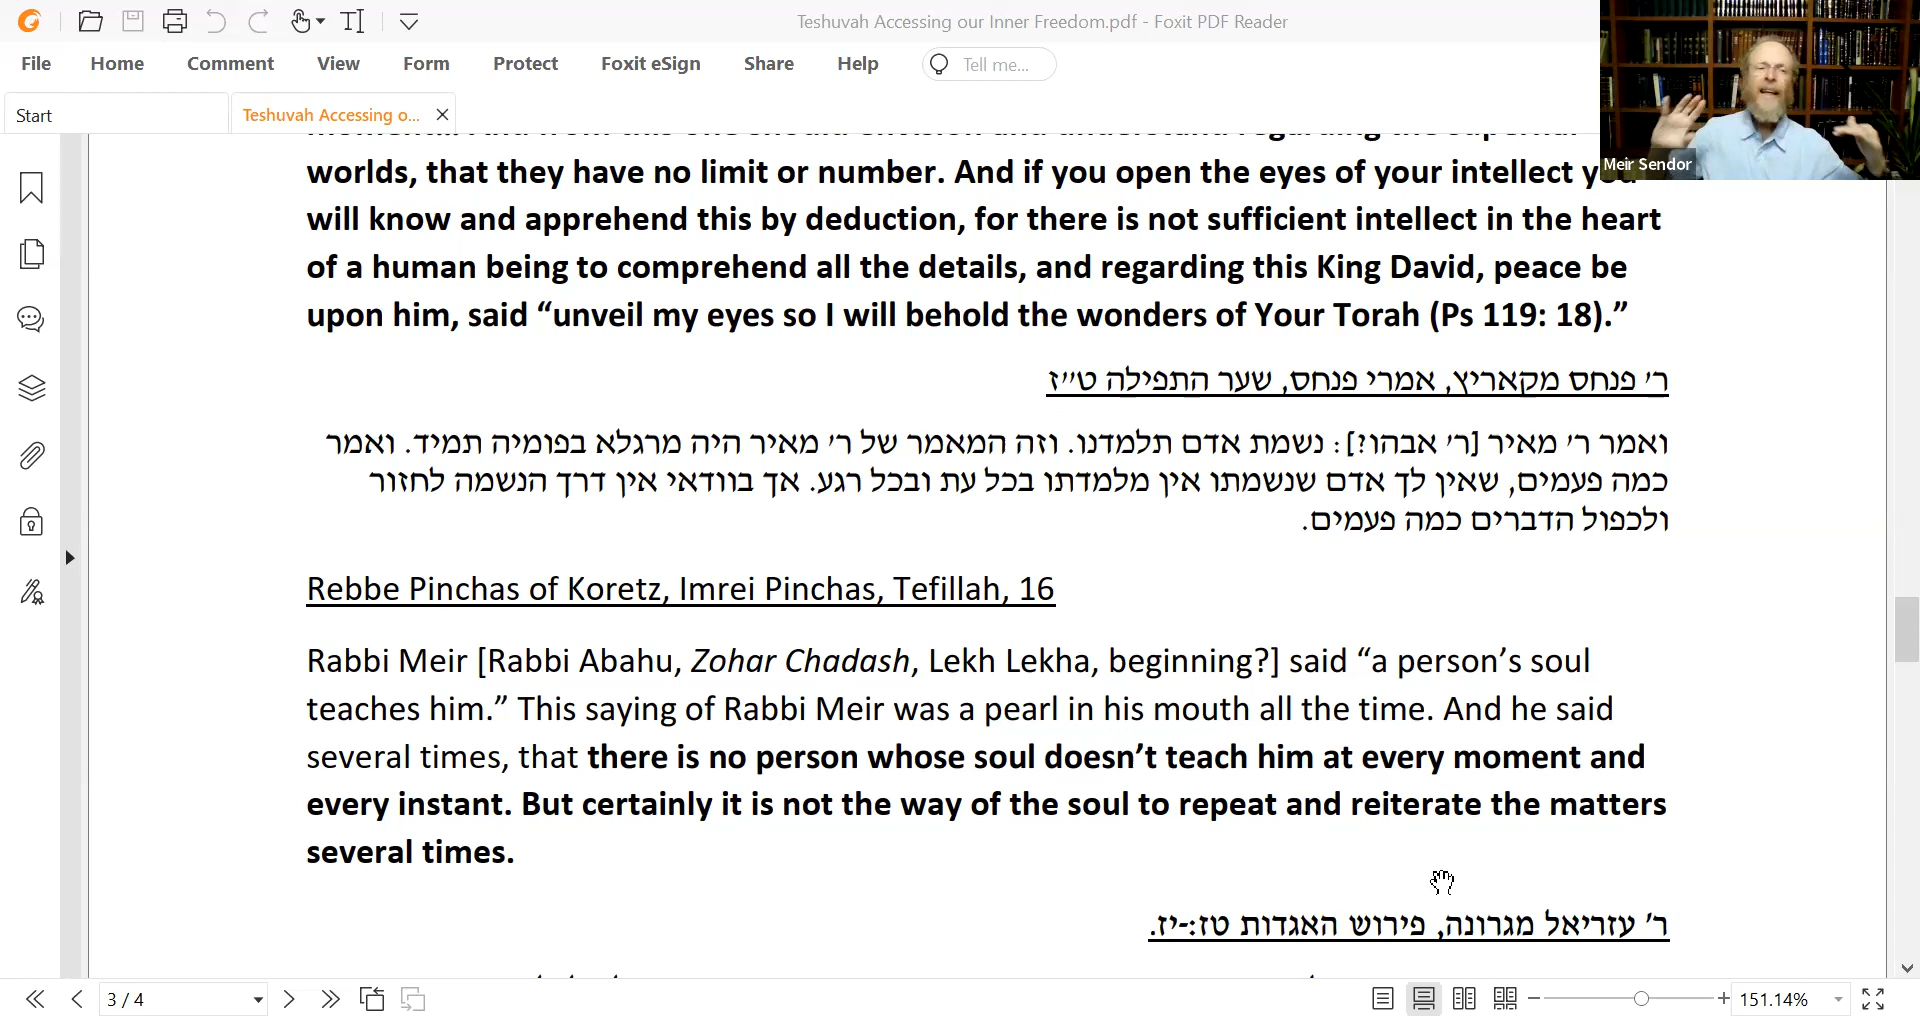 Teshuvah Accessing our Inner Freedom.pdf - Foxit PDF Reader
File Home Comment View Form Protect Foxit eSign Share Help Tell me...
Start
Teshuvah Accessing o...
Meir Sendor
worlds, that they have no limit or number. And if you open the eyes of your intellect you
will know and apprehend this by deduction, for there is not sufficient intellect in the heart
of a human being to comprehend all the details, and regarding this King David, peace be
upon him, said “unveil my eyes so I will behold the wonders of Your Torah (Ps 119: 18).”
ר׳ פנחס מקאריץ, אמרי פנחס, שער התפילה ט״ז
ואמר ר׳ מאיר [ר׳ אבהו?]: נשמת אדם תלמדנו. וזה המאמר של ר׳ מאיר היה מרגלא בפומיה תמיד. ואמר
כמה פעמים, שאין לך אדם שנשמתו אין מלמדתו בכל עת ובכל רגע. אך בוודאי אין דרך הנשמה לחזור
ולכפול הדברים כמה פעמים.
Rebbe Pinchas of Koretz, Imrei Pinchas, Tefillah, 16
Rabbi Meir [Rabbi Abahu, Zohar Chadash, Lekh Lekha, beginning?] said “a person’s soul
teaches him.” This saying of Rabbi Meir was a pearl in his mouth all the time. And he said
several times, that there is no person whose soul doesn’t teach him at every moment and
every instant. But certainly it is not the way of the soul to repeat and reiterate the matters
several times.
ר׳ עזריאל מגרונה, פירוש האגדות טז:-יז.
3 / 4
151.14%